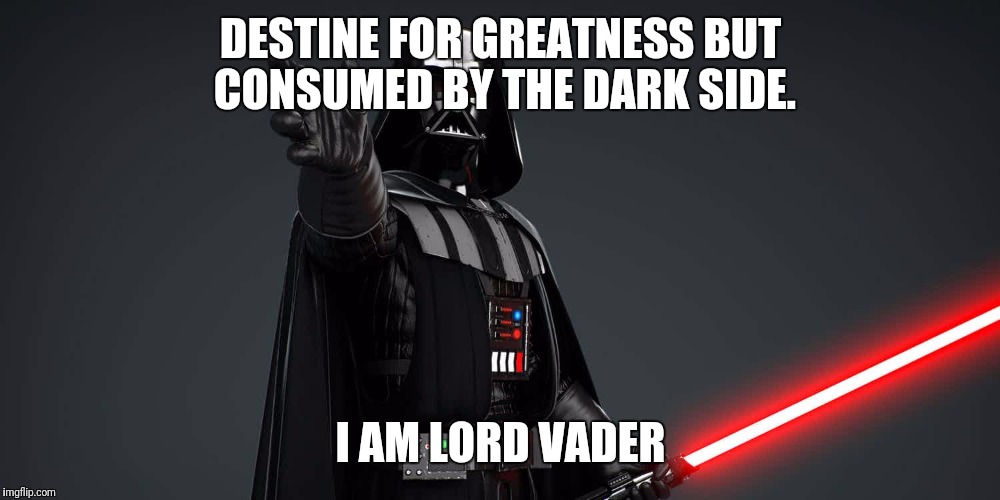 DESTINE FOR GREATNESS BUT
CONSUMED BY THE DARK SIDE.
I AM LORD VADER
imgflip.com